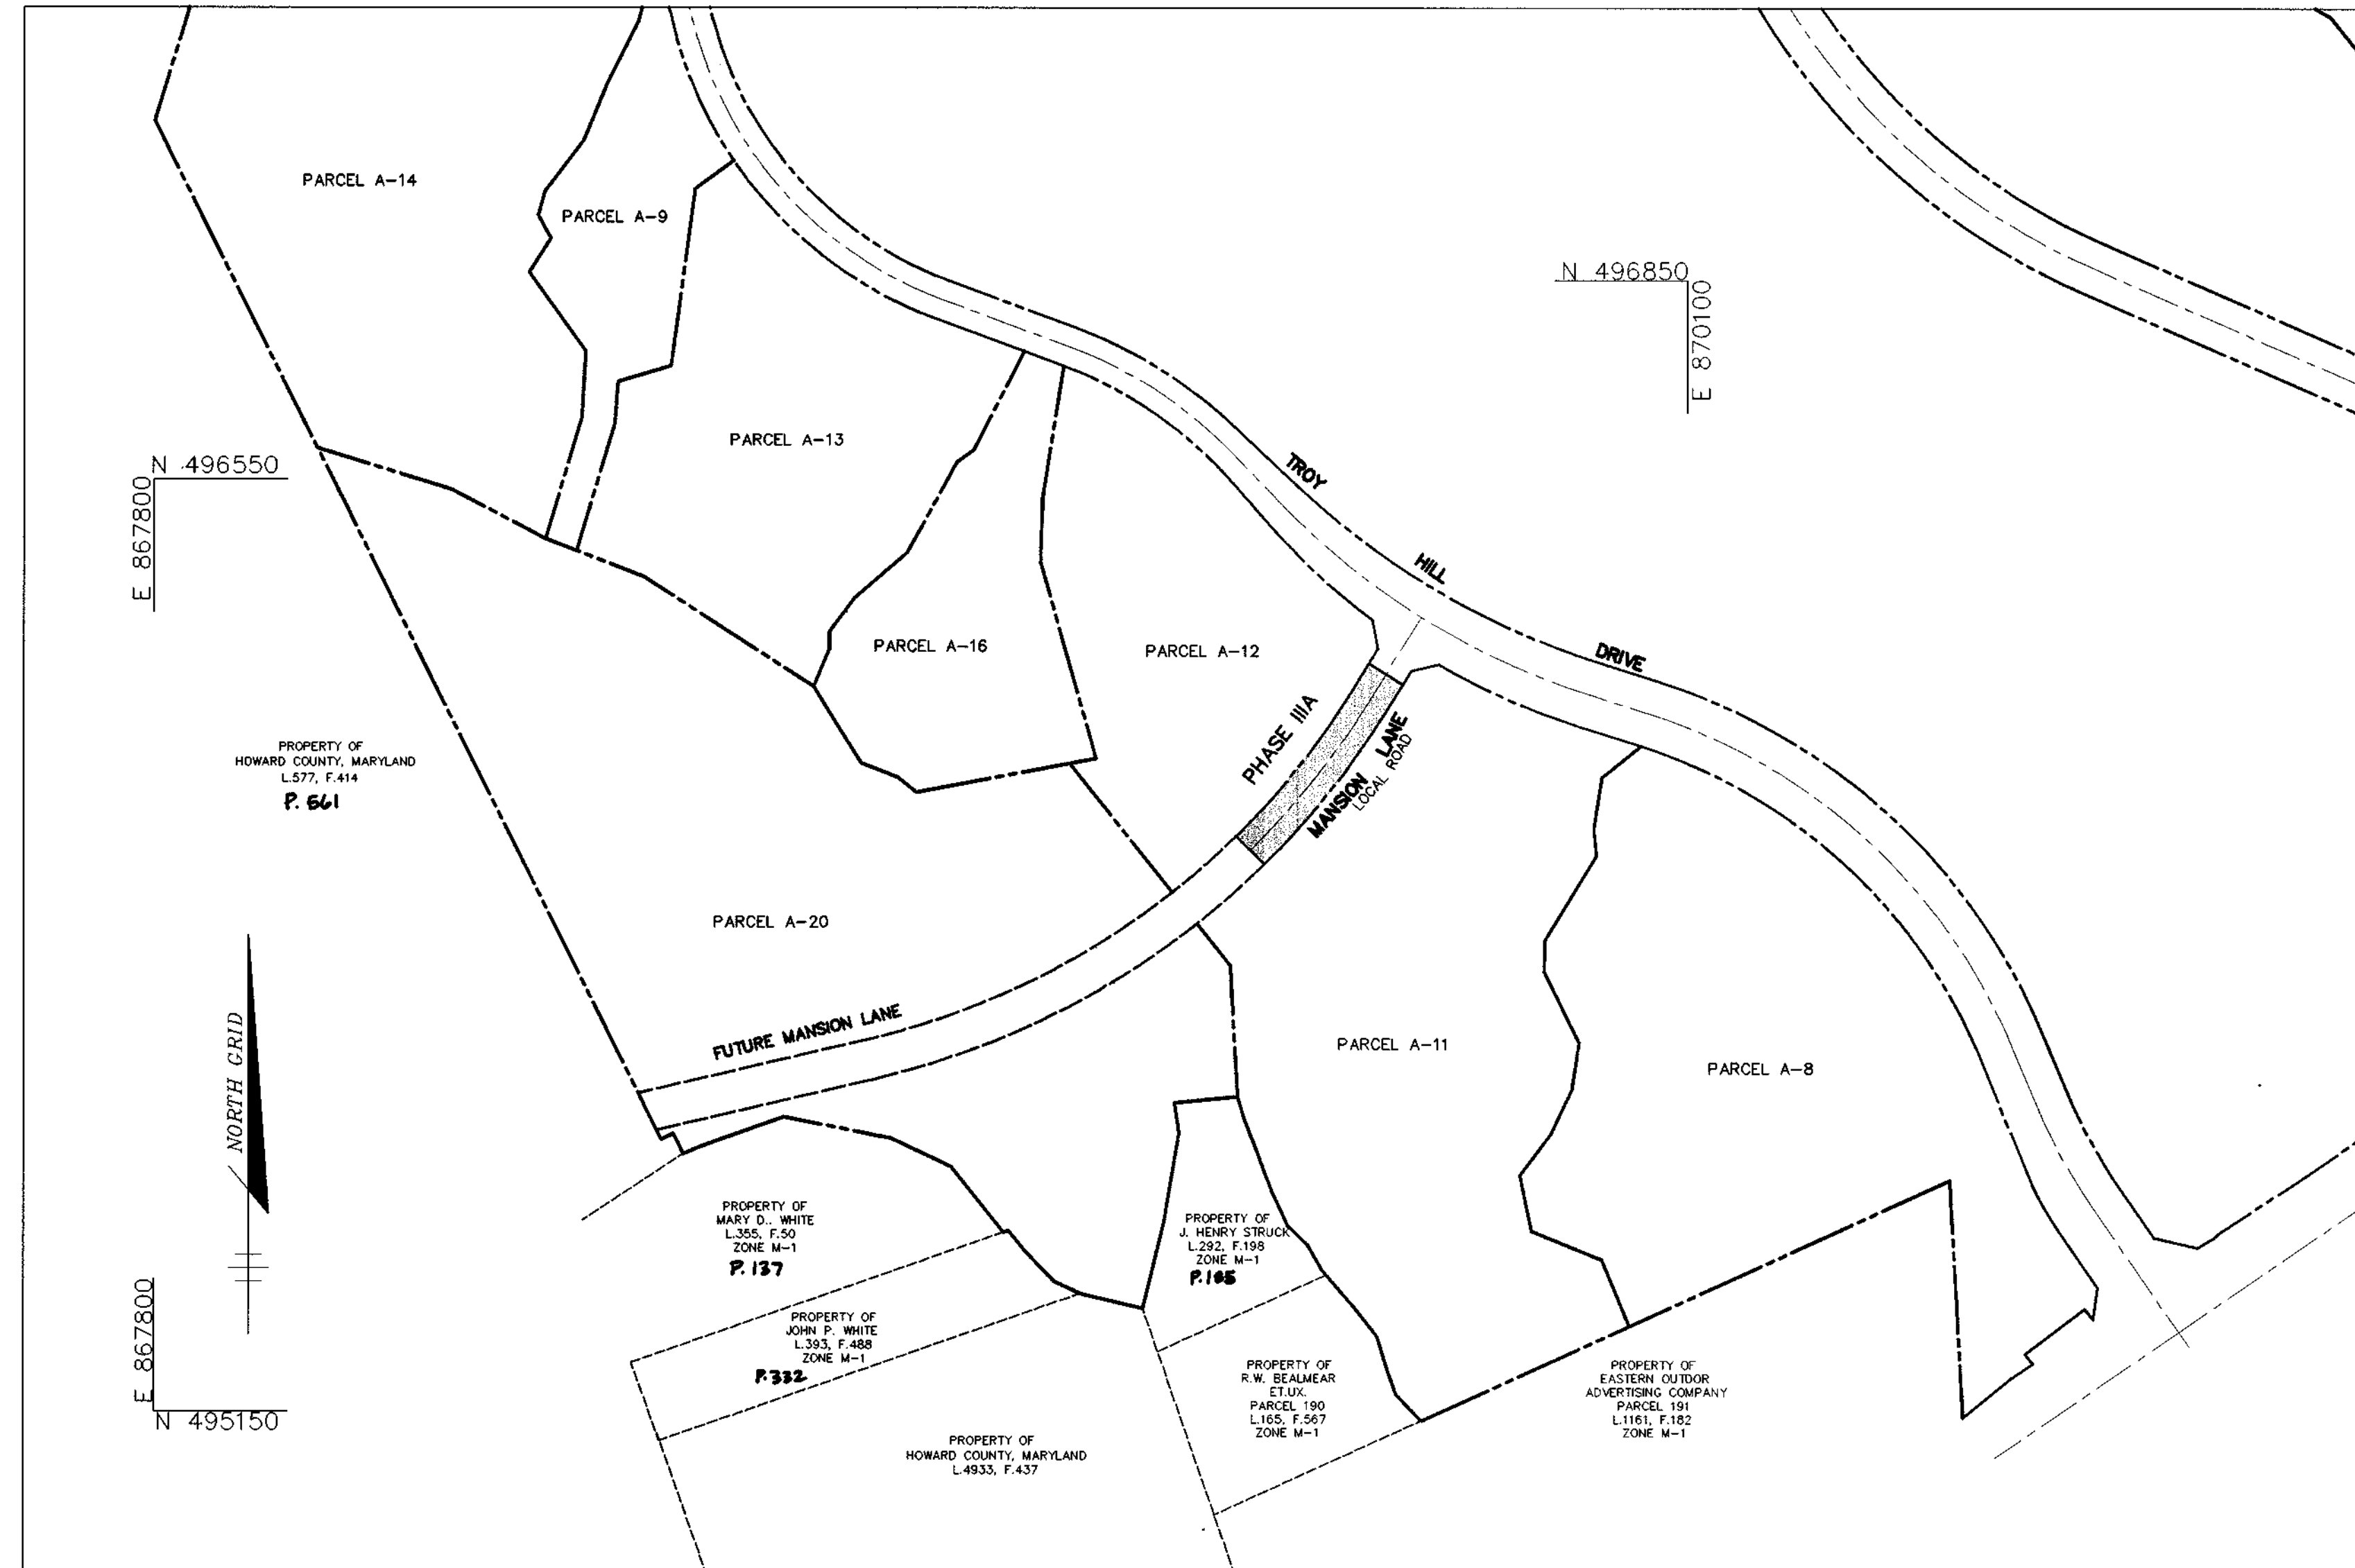 PARCEL A-14
PARCEL A-9
N 496850
E 870100
PARCEL A-13
N 496550
E 867800
TROY
HILL
DRIVE
PARCEL A-16
PARCEL A-12
PHASE IIIA
MANSION LANE
LOCAL ROAD
PROPERTY OF
HOWARD COUNTY, MARYLAND
L.577, F.414
P. 561
PARCEL A-20
FUTURE MANSION LANE
NORTH GRID
PARCEL A-11
PARCEL A-8
PROPERTY OF
MARY D.. WHITE
L.355, F.50
ZONE M-1
P. 137
PROPERTY OF
J. HENRY STRUCK
L.292, F.198
ZONE M-1
PROPERTY OF
JOHN P. WHITE
L.393, F.488
ZONE M-1
P. 332
E 867800
N 495150
PROPERTY OF
R.W. BEALMEAR
ET.UX.
PARCEL 190
L.165, F.567
ZONE M-1
PROPERTY OF
EASTERN OUTDOOR
ADVERTISING COMPANY
PARCEL 191
L.1161, F.182
ZONE M-1
PROPERTY OF
HOWARD COUNTY, MARYLAND
L.4933, F.437